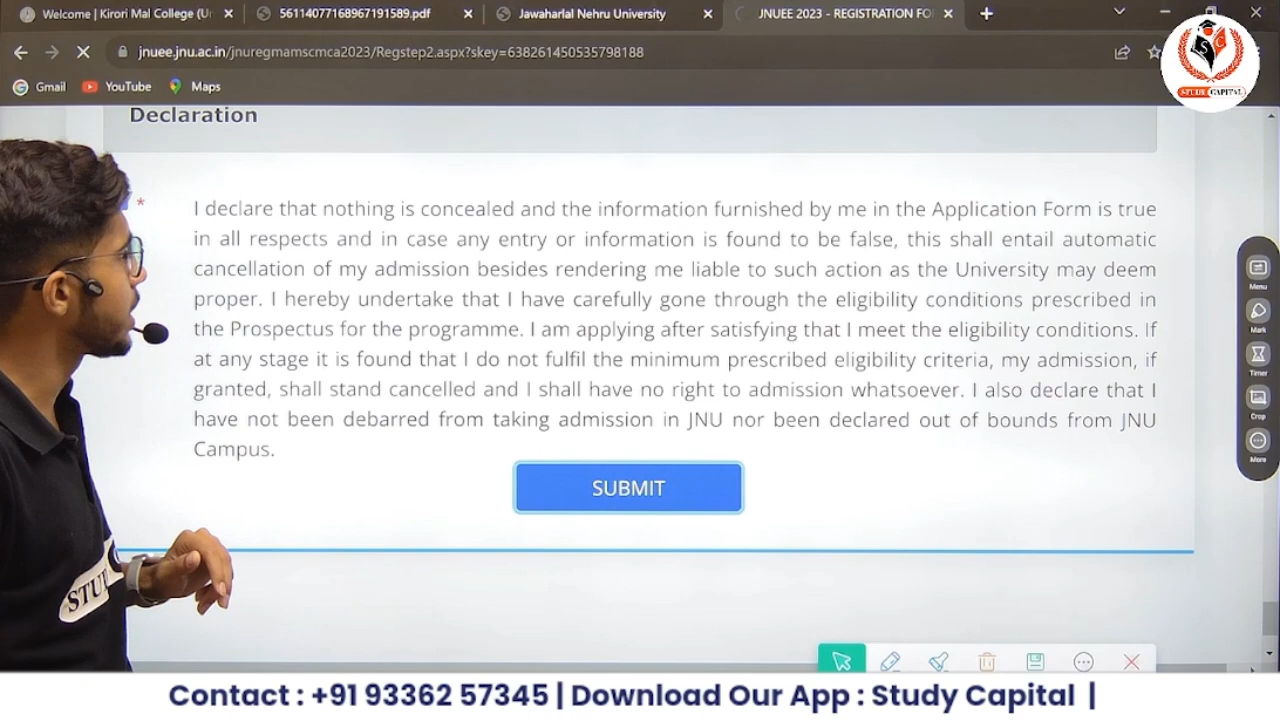 Welcome | Kirori Mal College (Ur
56114077168967191589.pdf
Jawaharlal Nehru University
JNUEE 2023 - REGISTRATION FO
jnuee.jnu.ac.in/jnuregmamscmca2023/Regstep2.aspx?skey=638261450535798188
Gmail
YouTube
Maps
STUDY CAPITAL
Declaration
* I declare that nothing is concealed and the information furnished by me in the Application Form is true
in all respects and in case any entry or information is found to be false, this shall entail automatic
cancellation of my admission besides rendering me liable to such action as the University may deem
proper. I hereby undertake that I have carefully gone through the eligibility conditions prescribed in
the Prospectus for the programme. I am applying after satisfying that I meet the eligibility conditions. If
at any stage it is found that I do not fulfil the minimum prescribed eligibility criteria, my admission, if
granted, shall stand cancelled and I shall have no right to admission whatsoever. I also declare that I
have not been debarred from taking admission in JNU nor been declared out of bounds from JNU
Campus.
SUBMIT
Menu
Mark
Timer
Crop
More
STUD
Contact : +91 93362 57345 | Download Our App : Study Capital |